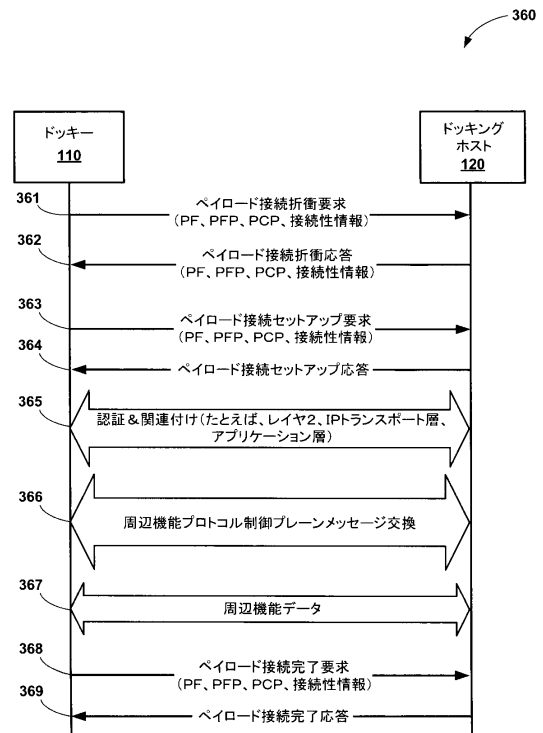 360
ドッキー
110
ドッキング
ホスト
120
361
ペイロード接続折衝要求
(PF、PFP、PCP、接続性情報)
362
ペイロード接続折衝応答
(PF、PFP、PCP、接続性情報)
363
ペイロード接続セットアップ要求
(PF、PFP、PCP、接続性情報)
364
ペイロード接続セットアップ応答
365
認証&関連付け(たとえば、レイヤ2、IPトランスポート層、
アプリケーション層)
366
周辺機能プロトコル制御プレーンメッセージ交換
367
周辺機能データ
368
ペイロード接続完了要求
(PF、PFP、PCP、接続性情報)
369
ペイロード接続完了応答